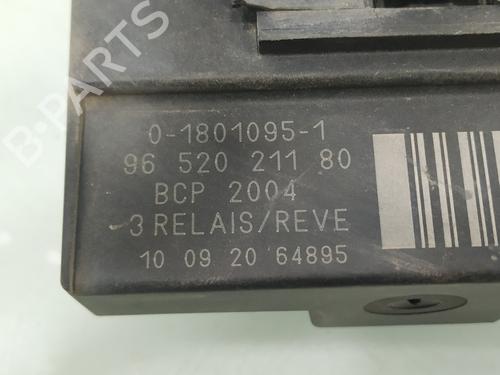 B-PARTS
0-1801095-1
96 520 211 80
BCP 2004
3 RELAIS/REVE
10 09 20 64895